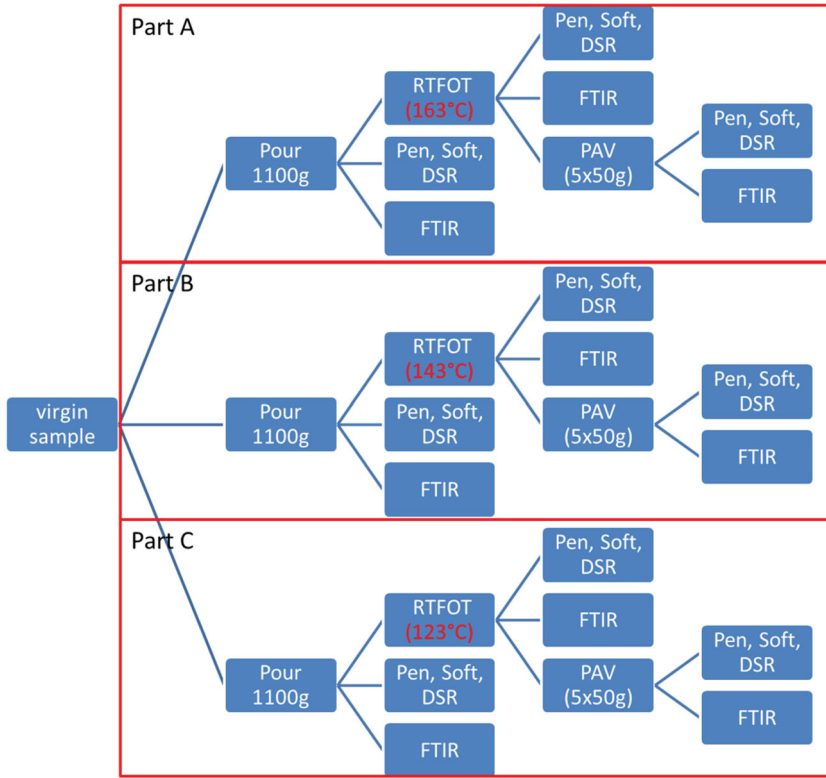 Part A
Pen, Soft,
DSR
RTFOT
(163°C)
FTIR
Pour
1100g
Pen, Soft,
DSR
PAV
(5x50g)
Pen, Soft,
DSR
FTIR
FTIR
Part B
Pen, Soft,
DSR
RTFOT
(143°C)
FTIR
virgin
sample
Pour
1100g
Pen, Soft,
DSR
PAV
(5x50g)
Pen, Soft,
DSR
FTIR
FTIR
Part C
Pen, Soft,
DSR
RTFOT
(123°C)
FTIR
Pour
1100g
Pen, Soft,
DSR
PAV
(5x50g)
Pen, Soft,
DSR
FTIR
FTIR